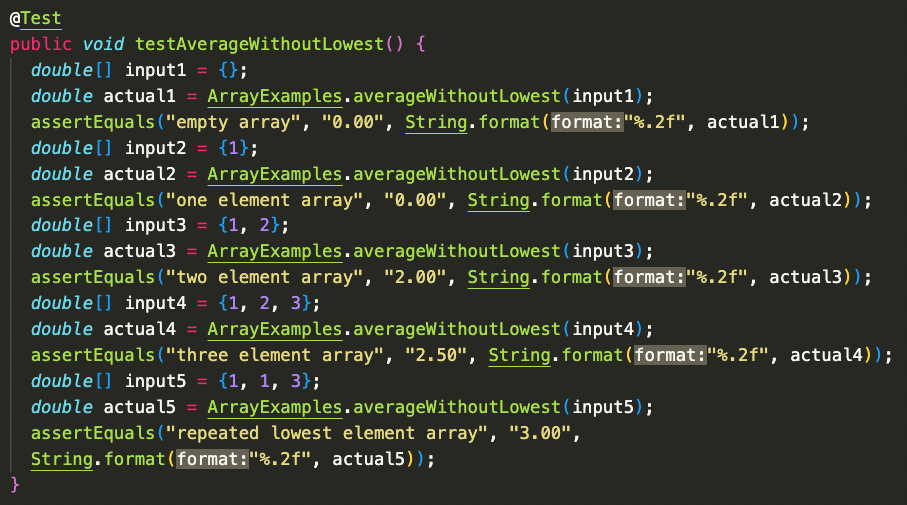 @Test
public void testAverageWithoutLowest() {
double[] input1 = {};
double actual1 = ArrayExamples.averageWithoutLowest(input1);
assertEquals("empty array", "0.00", String.format(format:"%.2f", actual1));
double[] input2 = {1};
double actual2 = ArrayExamples.averageWithoutLowest(input2);
assertEquals("one element array", "0.00", String.format(format:"%.2f", actual2));
double[] input3 = {1, 2};
double actual3 = ArrayExamples.averageWithoutLowest(input3);
assertEquals("two element array", "2.00", String.format(format:"%.2f", actual3));
double[] input4 = {1, 2, 3};
double actual4 = ArrayExamples.averageWithoutLowest(input4);
assertEquals("three element array", "2.50", String.format(format:"%.2f", actual4));
double[] input5 = {1, 1, 3};
double actual5 = ArrayExamples.averageWithoutLowest(input5);
assertEquals("repeated lowest element array", "3.00",
String.format(format:"%.2f", actual5));
}